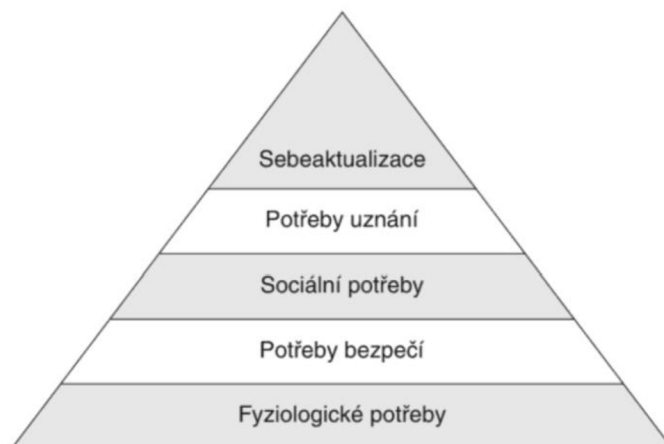 Sebeaktualizace
Potřeby uznání
Sociální potřeby
Potřeby bezpečí
Fyziologické potřeby